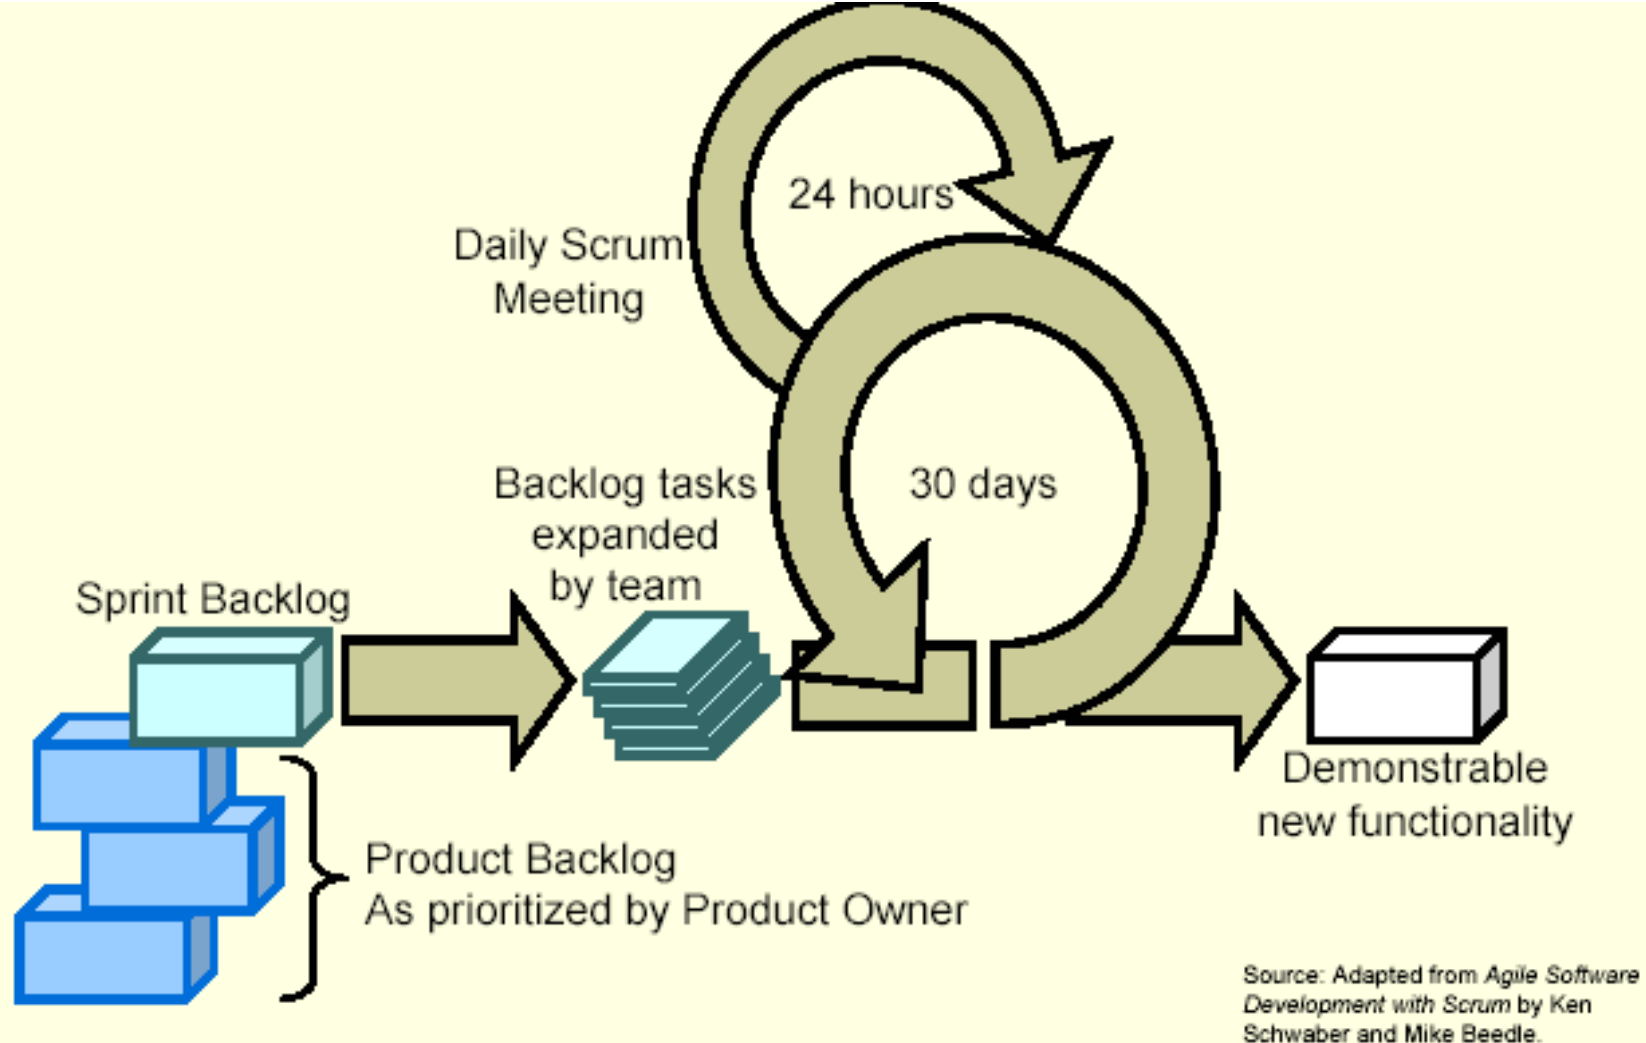 24 hours
Daily Scrum
Meeting
Backlog tasks
expanded
by team
30 days
Sprint Backlog
Demonstrable
new functionality
Product Backlog
As prioritized by Product Owner
Source: Adapted from Agile Software
Development with Scrum by Ken
Schwaber and Mike Beedle.